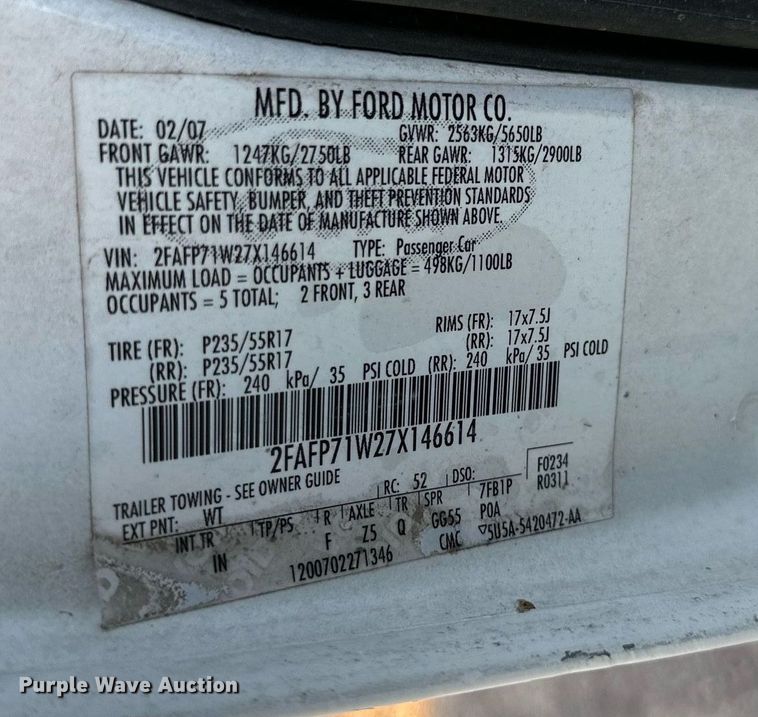 MFD. BY FORD MOTOR CO.
DATE: 02/07 GVWR: 2563KG/5650LB
FRONT GAWR: 1247KG/2750LB REAR GAWR: 1315KG/2900LB
THIS VEHICLE CONFORMS TO ALL APPLICABLE FEDERAL MOTOR
VEHICLE SAFETY, BUMPER, AND THEFT PREVENTION STANDARDS
IN EFFECT ON THE DATE OF MANUFACTURE SHOWN ABOVE.
VIN: 2FAFP71W27X146614 TYPE: Passenger Car
MAXIMUM LOAD = OCCUPANTS + LUGGAGE = 498KG/1100LB
OCCUPANTS = 5 TOTAL; 2 FRONT, 3 REAR
TIRE (FR): P235/55R17 RIMS (FR): 17x7.5J
(RR): P235/55R17 (RR): 17x7.5J
PRESSURE (FR): 240 kPa/ 35 PSI COLD (RR): 240 kPa/ 35 PSI COLD
2FAFP71W27X146614
TRAILER TOWING - SEE OWNER GUIDE
EXT PNT: WT RC: 52 DSO: F0234
INT TR TP/PS R AXLE TR SPR 7FB1P R0311
IN F Z5 Q GG55 POA
1200702271346 CMC ▽5U5A-5420472-AA
Purple Wave Auction